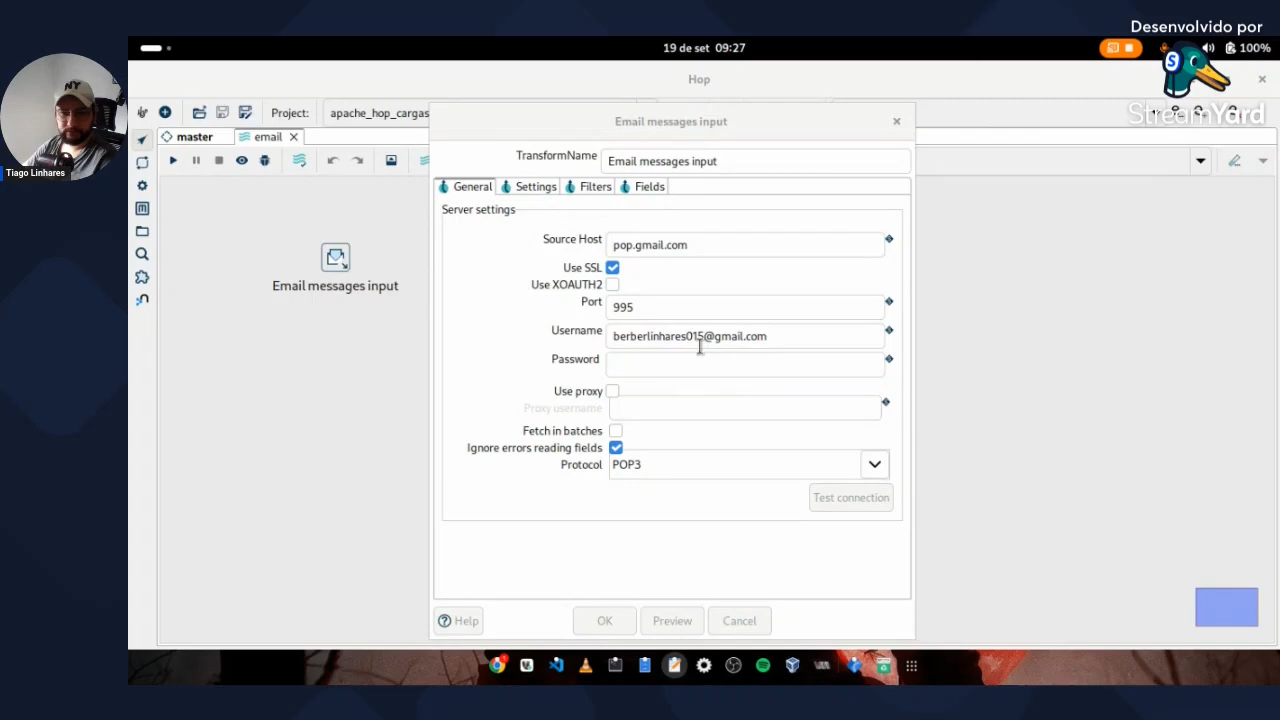 Desenvolvido por
StreamYard
19 de set 09:27
100%
Hop
Project:
apache_hop_cargas
master
email
Email messages input
TransformName
Email messages input
General
Settings
Filters
Fields
Server settings
Source Host
pop.gmail.com
Use SSL
Use XOAUTH2
Port
995
Username
berberlinhares015@gmail.com
Password
Use proxy
Proxy username
Fetch in batches
Ignore errors reading fields
Protocol
POP3
Test connection
Help
OK
Preview
Cancel
Email messages input
NY
Tiago Linhares